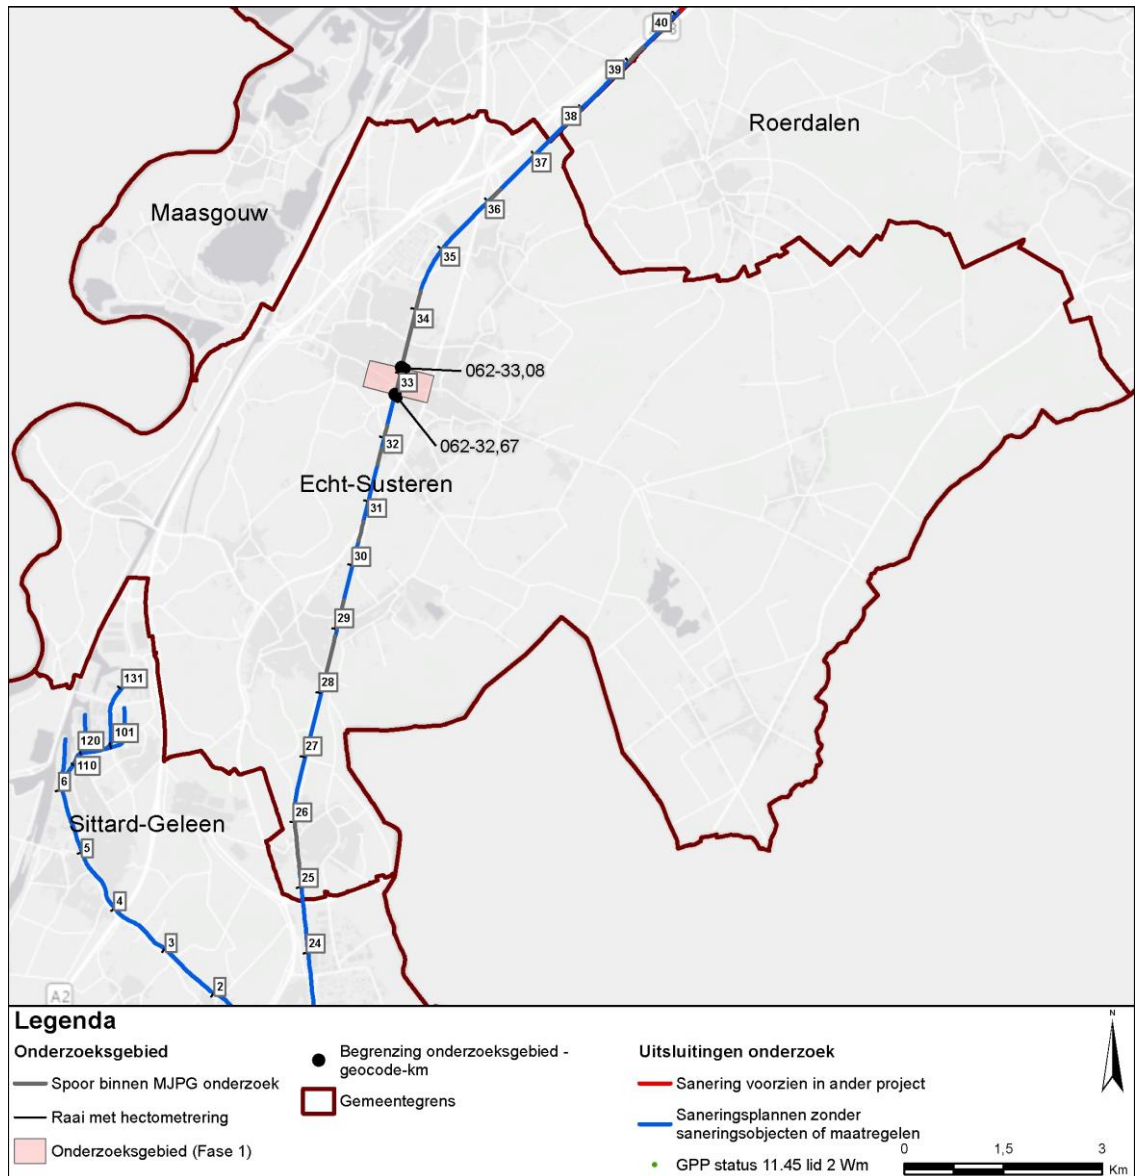 40
39
Roerdalen
38
37
Maasgouw
36
35
34
062-33,08
33
062-32,67
32
Echt-Susteren
31
30
29
28
131
27
101
120
110
6
26
Sittard-Geleen
5
25
4
3
24
2
A2
Legenda
Onderzoeksgebied
Spoor binnen MJPG onderzoek
Raai met hectometrering
Onderzoeksgebied (Fase 1)
Begrenzing onderzoeksgebied -
geocode-km
Gemeentegrens
Uitsluitingen onderzoek
Sanering voorzien in ander project
Saneringsplannen zonder
saneringsobjecten of maatregelen
GPP status 11.45 lid 2 Wm
N
0 1,5 3
Km